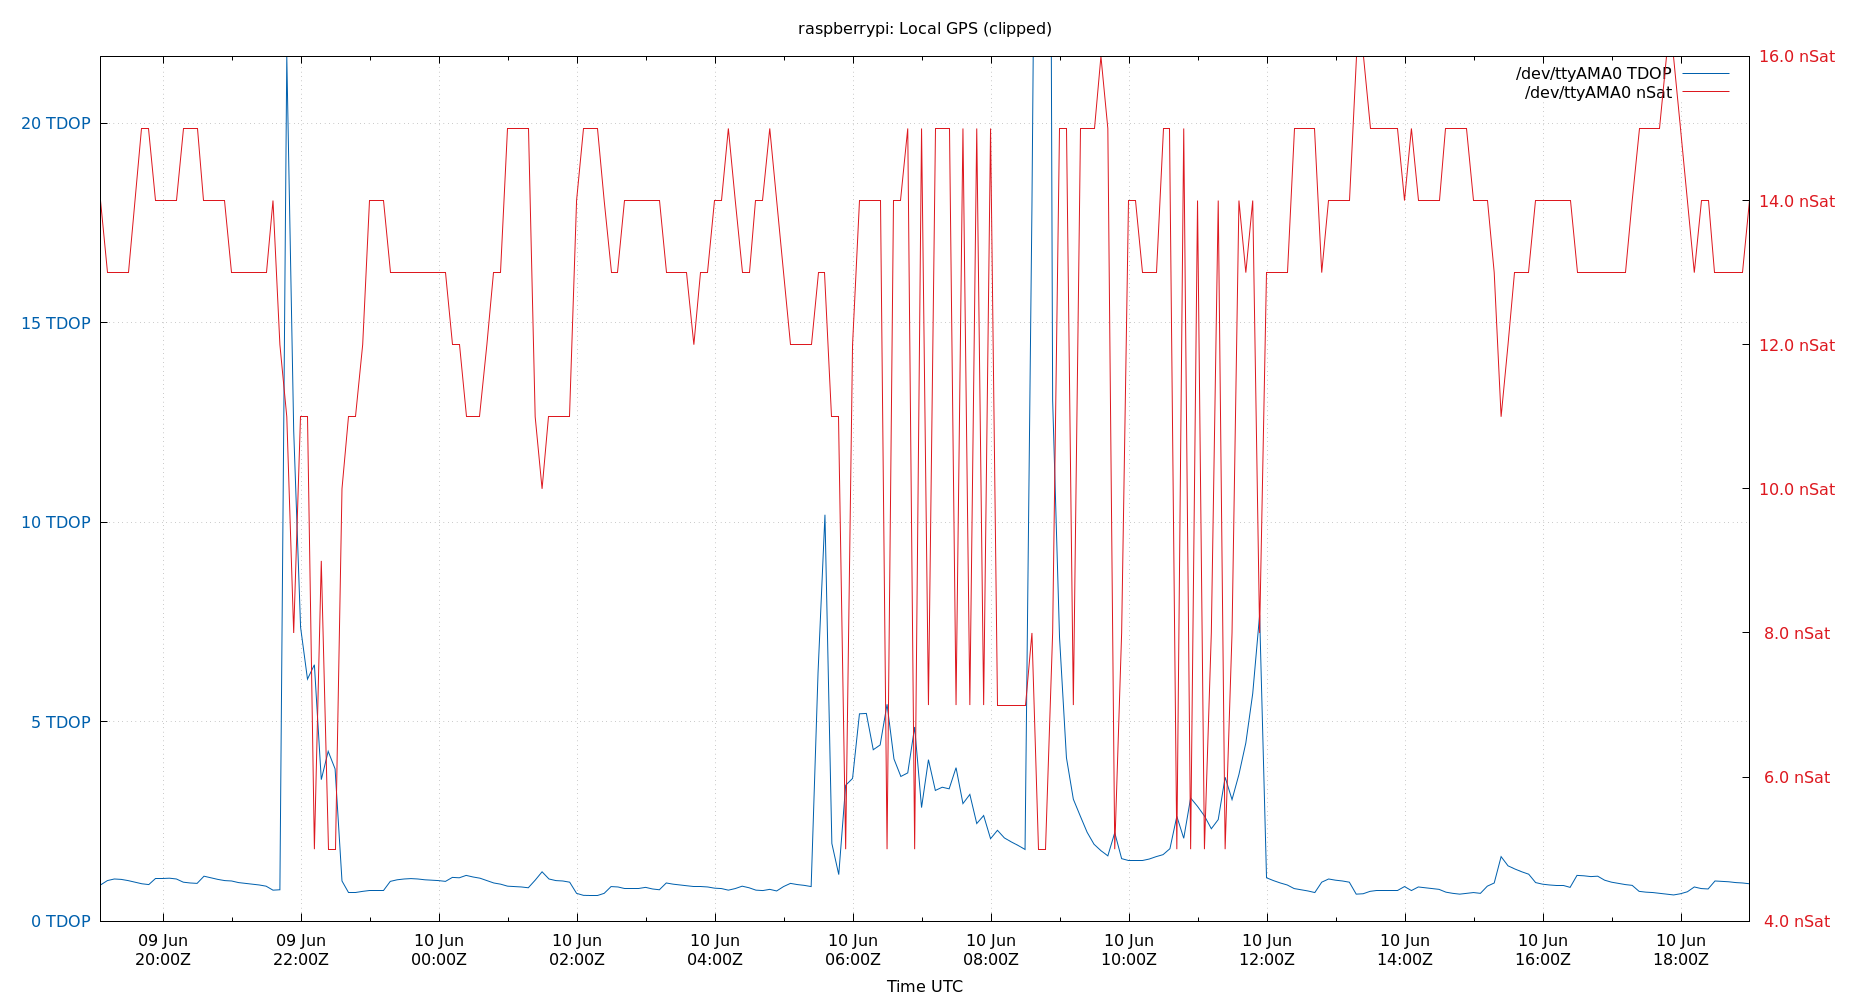 raspberrypi: Local GPS (clipped)
/dev/ttyAMA0 TDOP
/dev/ttyAMA0 nSat
20 TDOP
15 TDOP
10 TDOP
5 TDOP
0 TDOP
16.0 nSat
14.0 nSat
12.0 nSat
10.0 nSat
8.0 nSat
6.0 nSat
4.0 nSat
09 Jun
20:00Z
09 Jun
22:00Z
10 Jun
00:00Z
10 Jun
02:00Z
10 Jun
04:00Z
10 Jun
06:00Z
10 Jun
08:00Z
10 Jun
10:00Z
10 Jun
12:00Z
10 Jun
14:00Z
10 Jun
16:00Z
10 Jun
18:00Z
Time UTC